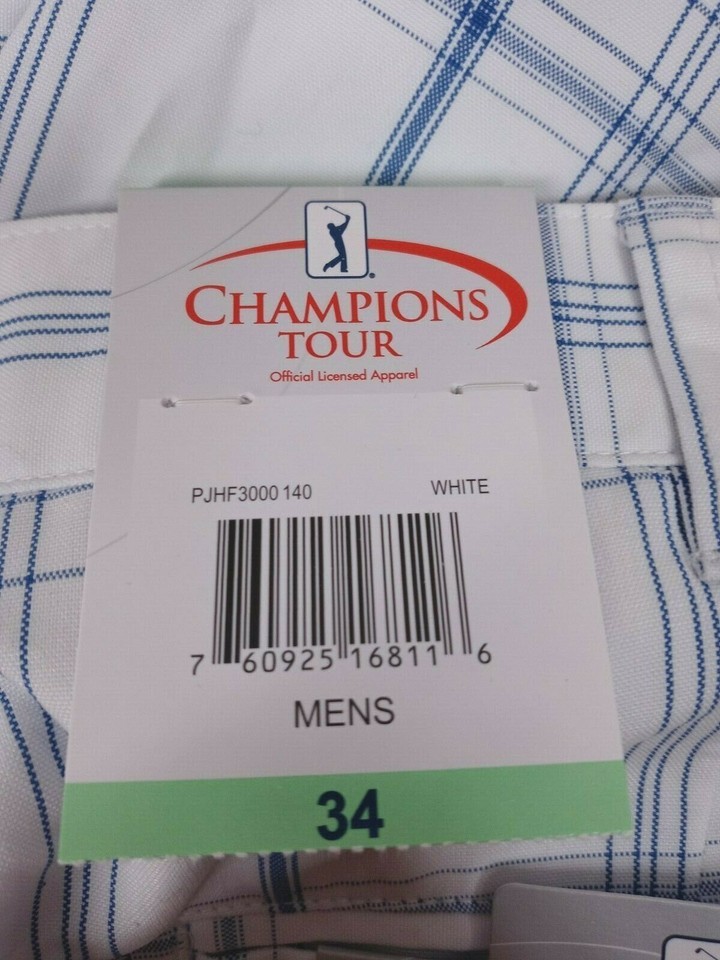 CHAMPIONS
TOUR
Official Licensed Apparel
PJHF3000 140 WHITE
7 60925 16811 6
MENS
34